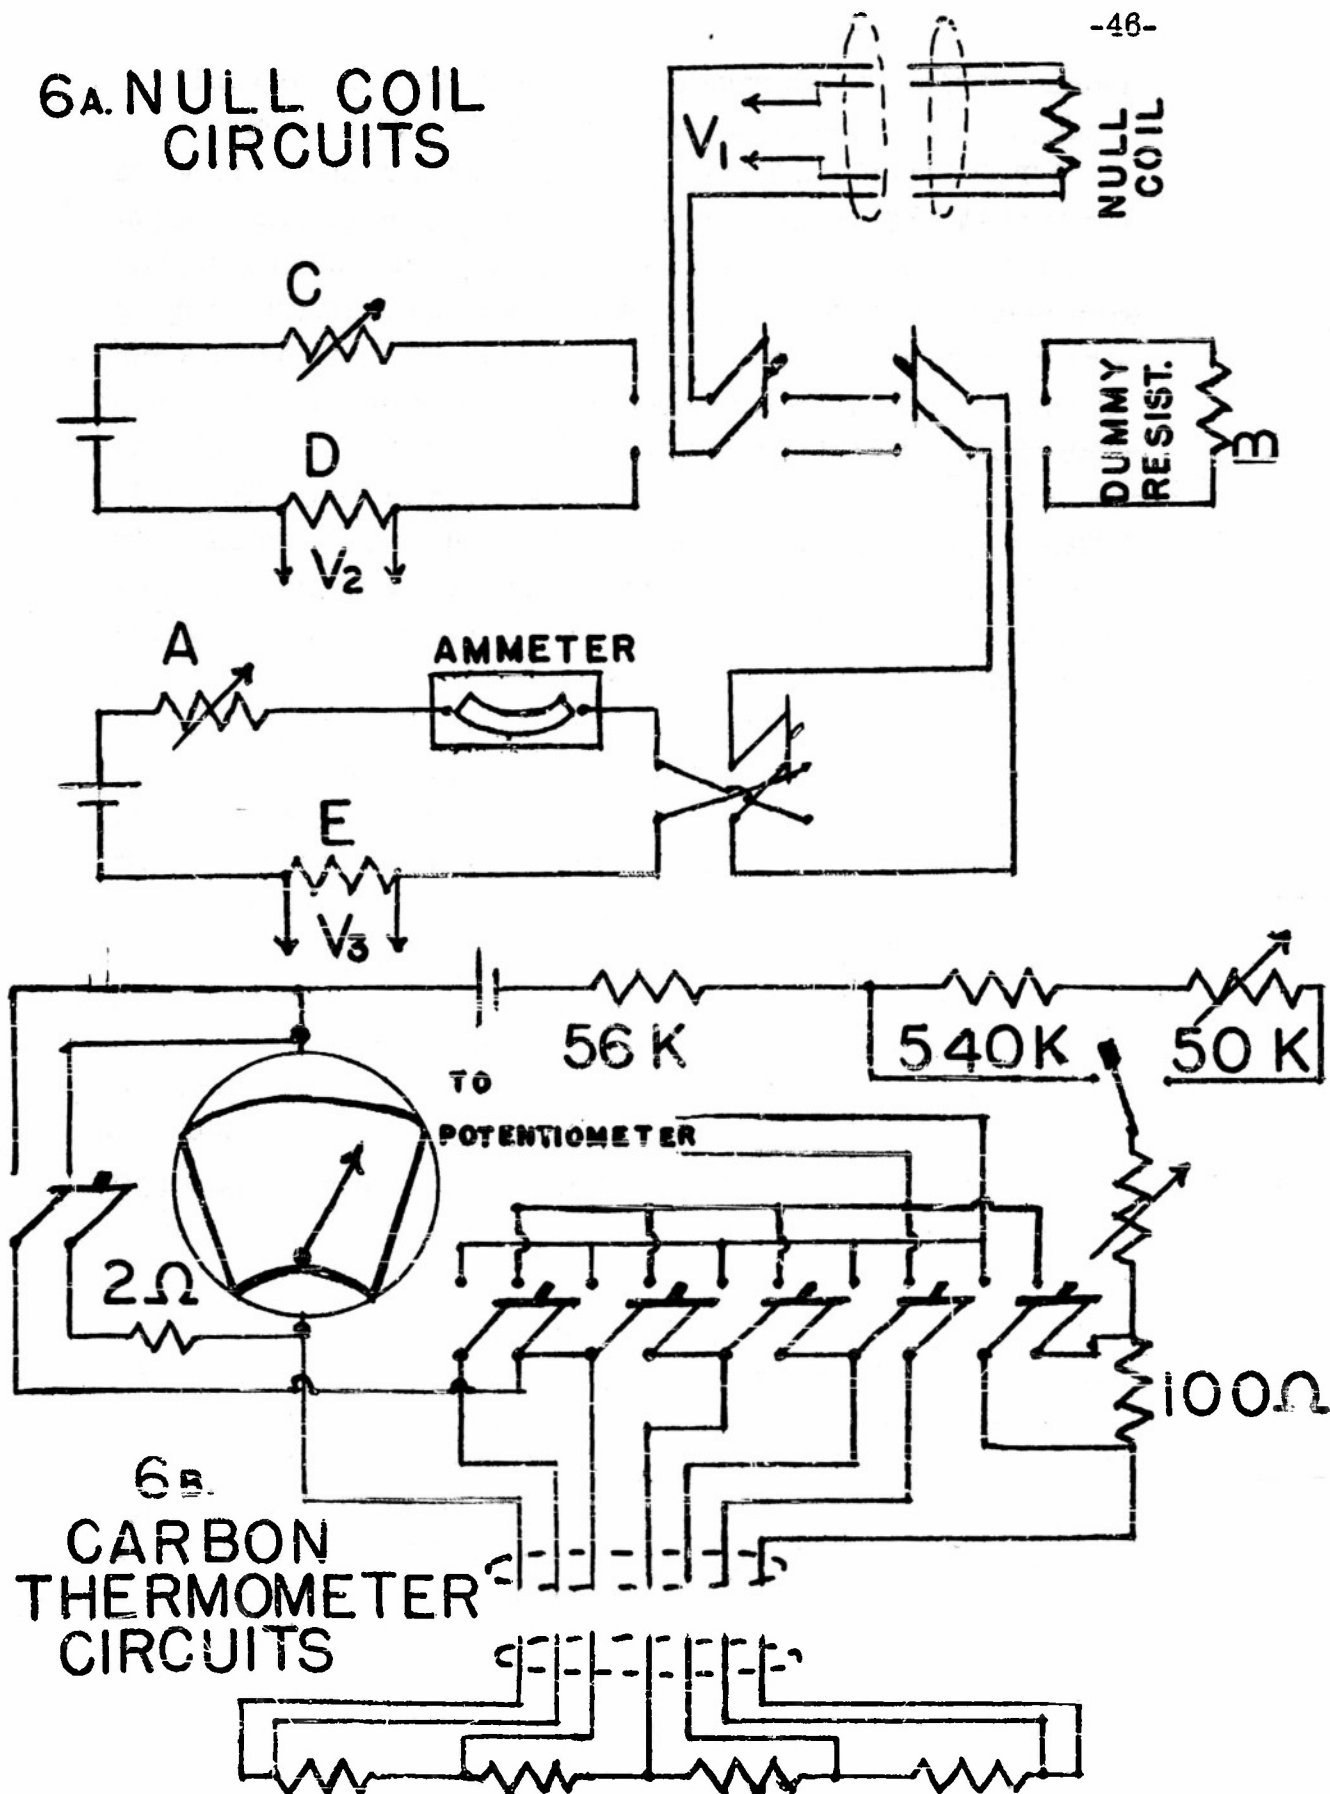 -46-
6A. NULL COIL
CIRCUITS
V1
NULL
COIL
C
D
V2
DUMMY
RESIST.
B
A
AMMETER
E
V3
56 K
540K
50 K
TO
POTENTIOMETER
2Ω
100Ω
6B.
CARBON
THERMOMETER
CIRCUITS